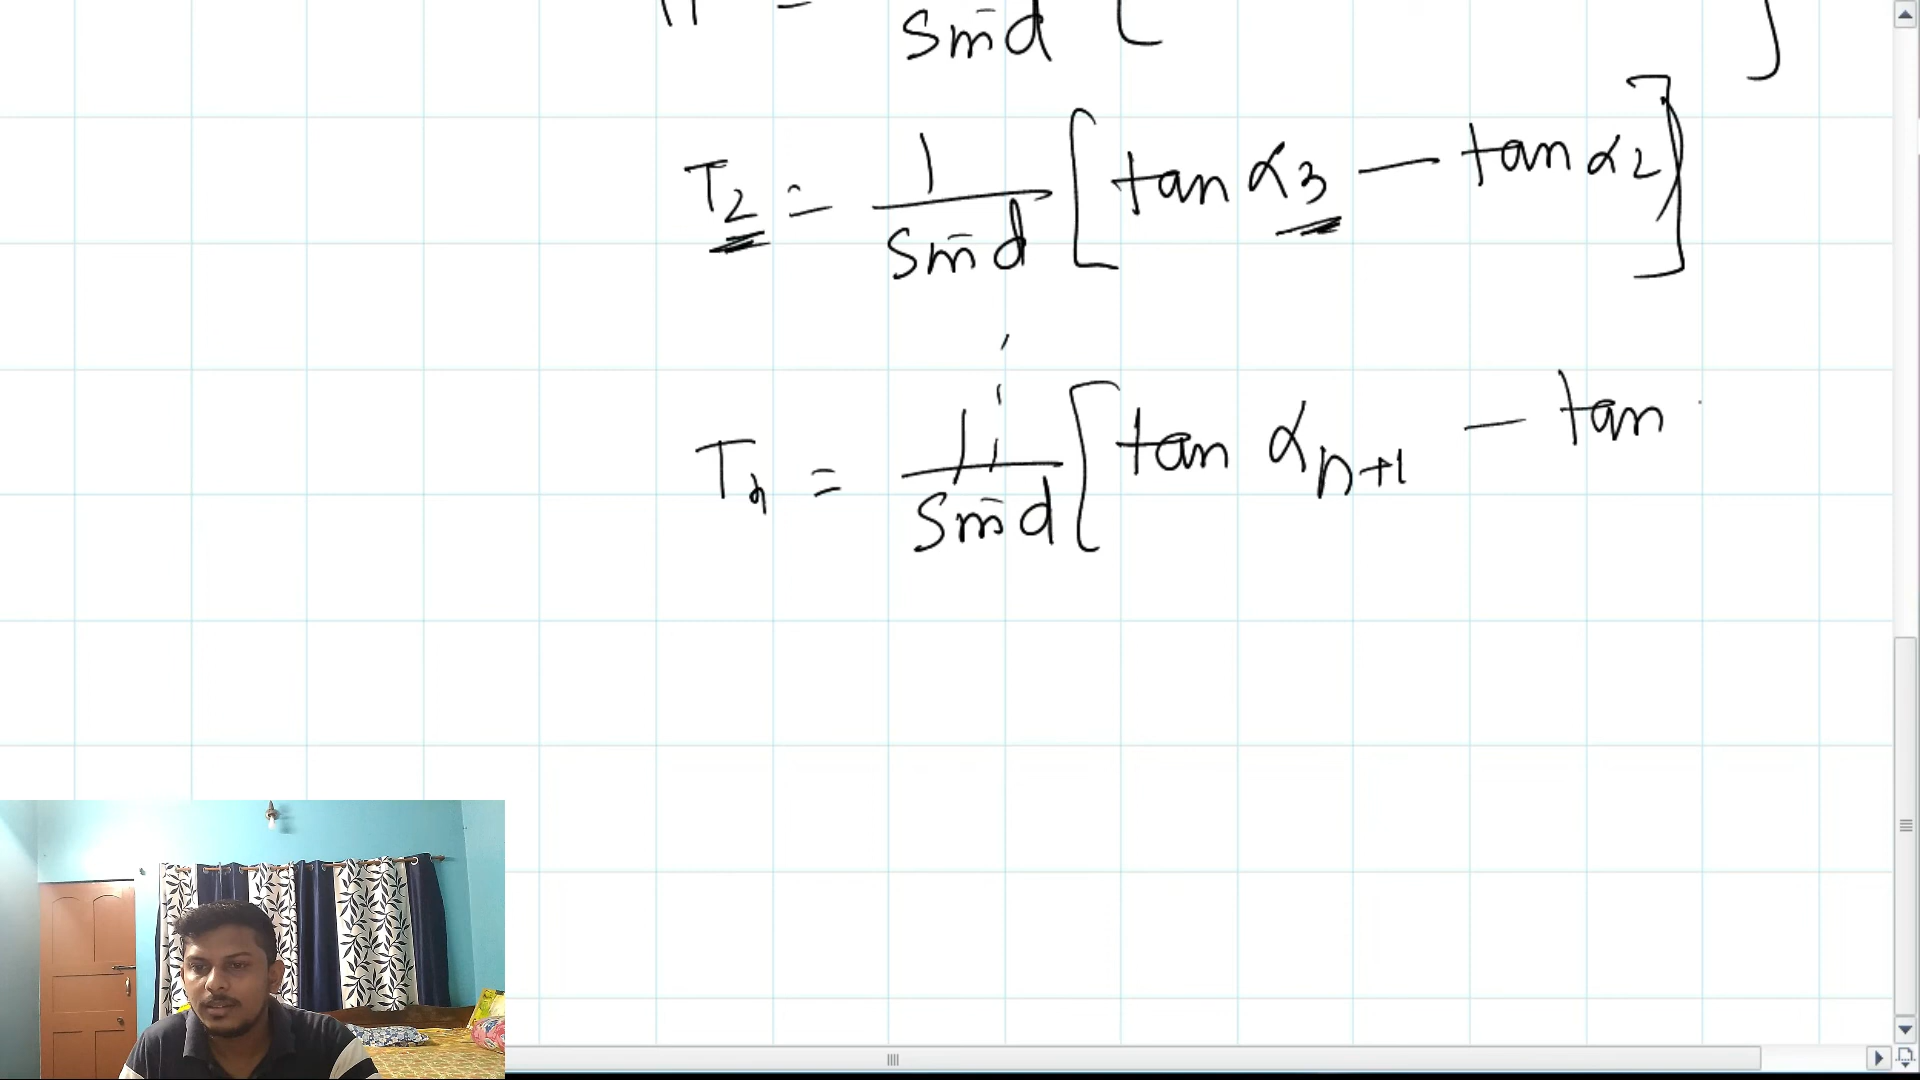 sin d [ ]
T2 = 1/sin d [tan α3 − tan α2]
Tn = 1/sin d [tan αn+1 − tan